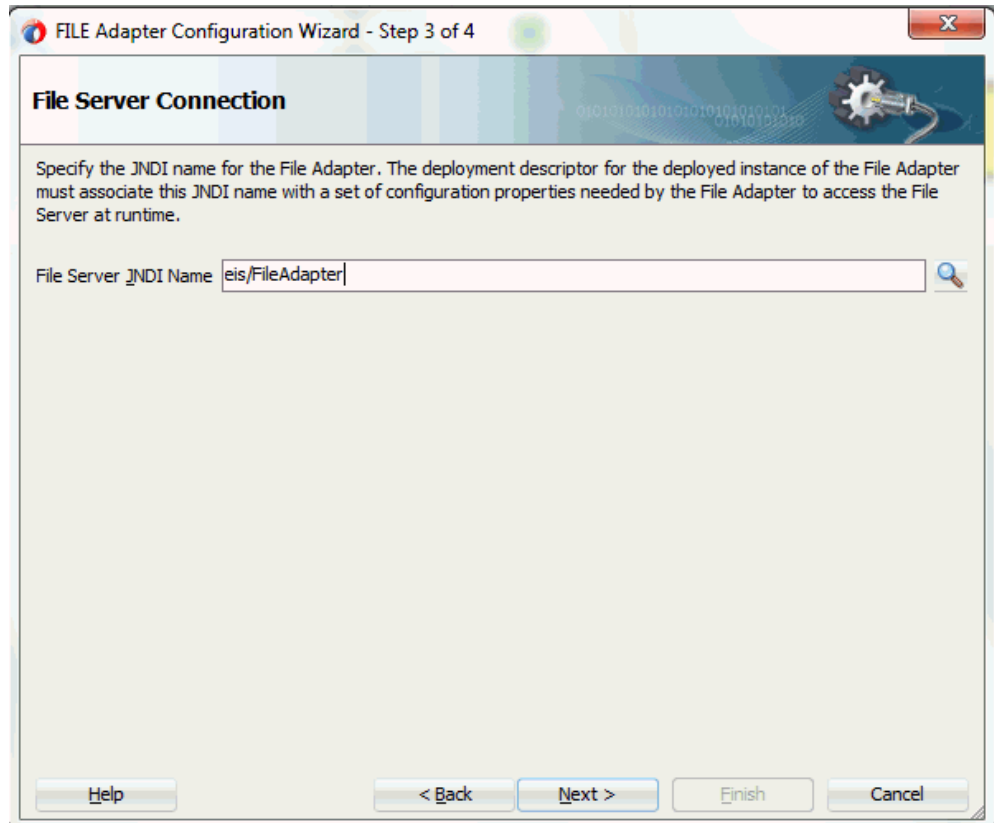 FILE Adapter Configuration Wizard - Step 3 of 4
File Server Connection
Specify the JNDI name for the File Adapter. The deployment descriptor for the deployed instance of the File Adapter
must associate this JNDI name with a set of configuration properties needed by the File Adapter to access the File
Server at runtime.
File Server JNDI Name eis/FileAdapter
Help < Back Next > Finish Cancel